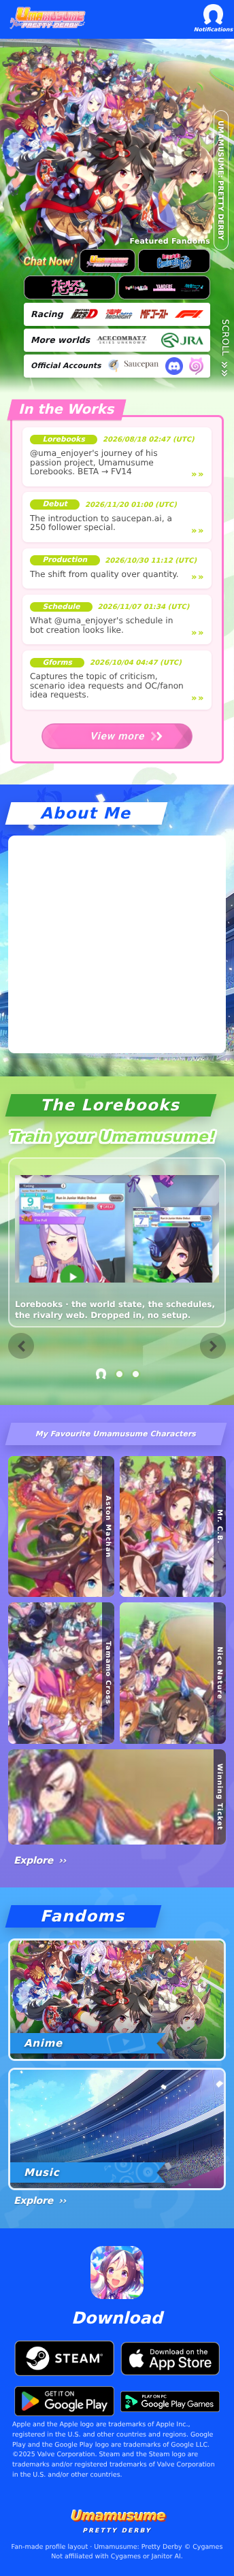 Umamusume
PRETTY DERBY
Notifications
UMAMUSUME: PRETTY DERBY
Featured Fandoms
Chat Now!
Racing
More worlds
ACE COMBAT 7
SKIES UNKNOWN
JRA
Official Accounts
Saucepan
SCROLL
In the Works
Lorebooks 2026/08/18 02:47 (UTC)
@uma_enjoyer's journey of his
passion project, Umamusume
Lorebooks. BETA → FV14
Debut 2026/11/20 01:00 (UTC)
The introduction to saucepan.ai, a
250 follower special.
Production 2026/10/30 11:12 (UTC)
The shift from quality over quantity.
Schedule 2026/11/07 01:34 (UTC)
What @uma_enjoyer's schedule in
bot creation looks like.
Gforms 2026/10/04 04:47 (UTC)
Captures the topic of criticism,
scenario idea requests and OC/fanon
idea requests.
View more
About Me
The Lorebooks
Train your Umamusume!
Lorebooks · the world state, the schedules,
the rivalry web. Dropped in, no setup.
My Favourite Umamusume Characters
Aston Machan
Mr. C.B.
Tamamo Cross
Nice Nature
Winning Ticket
Explore ››
Fandoms
Anime
Music
Explore ››
Download
STEAM
Download on the
App Store
GET IT ON
Google Play
PLAY ON PC
Google Play Games
Apple and the Apple logo are trademarks of Apple Inc.,
registered in the U.S. and other countries and regions. Google
Play and the Google Play logo are trademarks of Google LLC.
©2025 Valve Corporation. Steam and the Steam logo are
trademarks and/or registered trademarks of Valve Corporation
in the U.S. and/or other countries.
Umamusume
PRETTY DERBY
Fan-made profile layout · Umamusume: Pretty Derby © Cygames
Not affiliated with Cygames or Janitor AI.